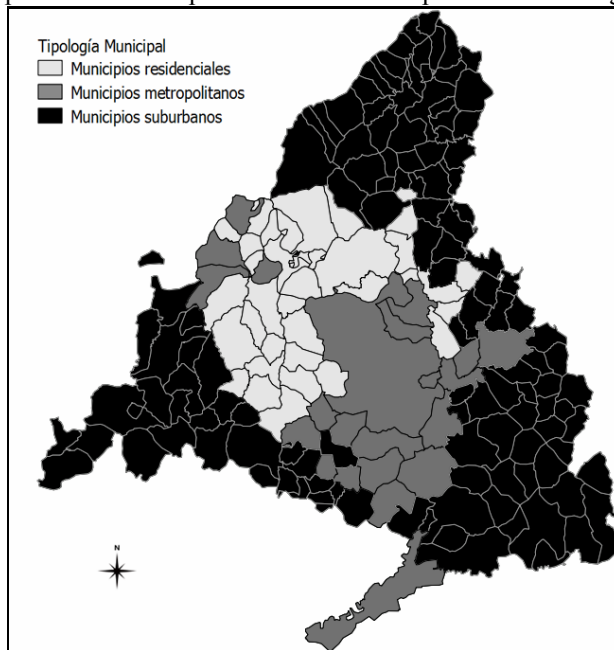 Tipología Municipal
Municipios residenciales
Municipios metropolitanos
Municipios suburbanos
N